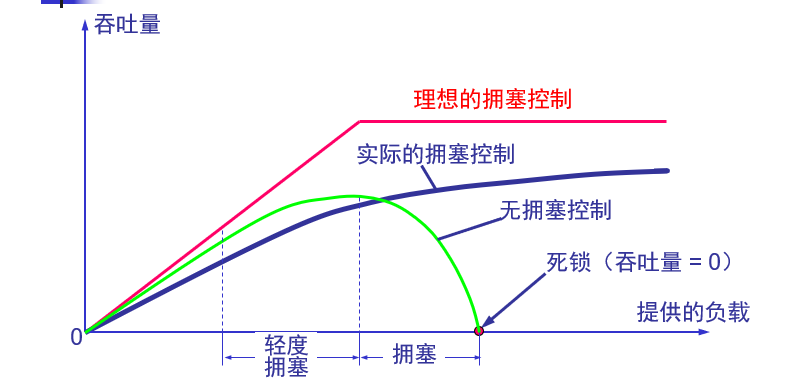 吞吐量
理想的拥塞控制
实际的拥塞控制
无拥塞控制
死锁（吞吐量 = 0）
提供的负载
0
轻度
拥塞
拥塞